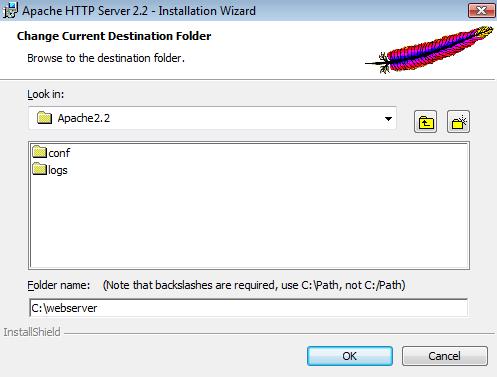 Apache HTTP Server 2.2 - Installation Wizard
Change Current Destination Folder
Browse to the destination folder.
Look in:
Apache2.2
conf
logs
Folder name: (Note that backslashes are required, use C:\Path, not C:/Path)
C:\webserver
InstallShield
OK Cancel